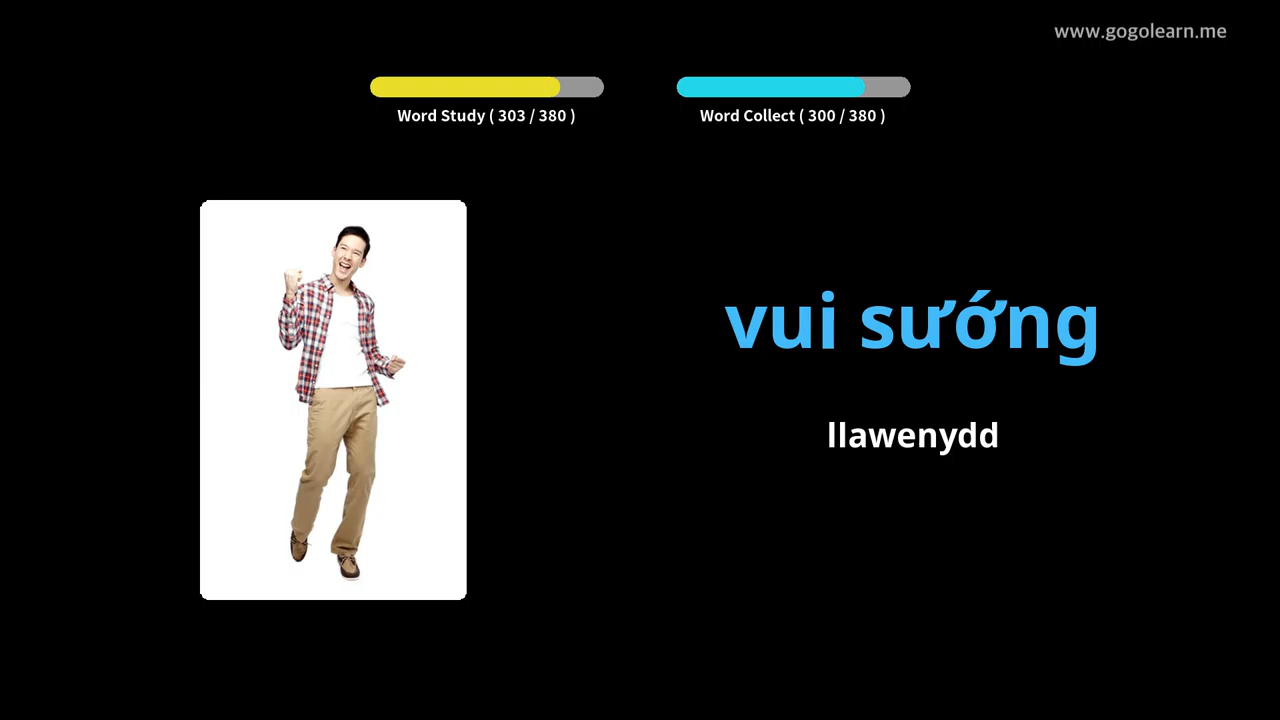 www.gogolearn.me
Word Study ( 303 / 380 )
Word Collect ( 300 / 380 )
vui sướng
llawenydd